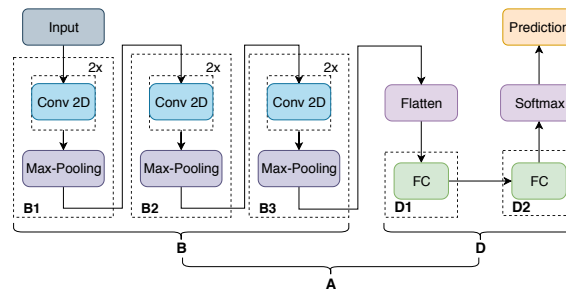 Input
Prediction
2x
2x
2x
Conv 2D
Conv 2D
Conv 2D
Flatten
Softmax
Max-Pooling
Max-Pooling
Max-Pooling
FC
FC
B1
B2
B3
D1
D2
B
D
A